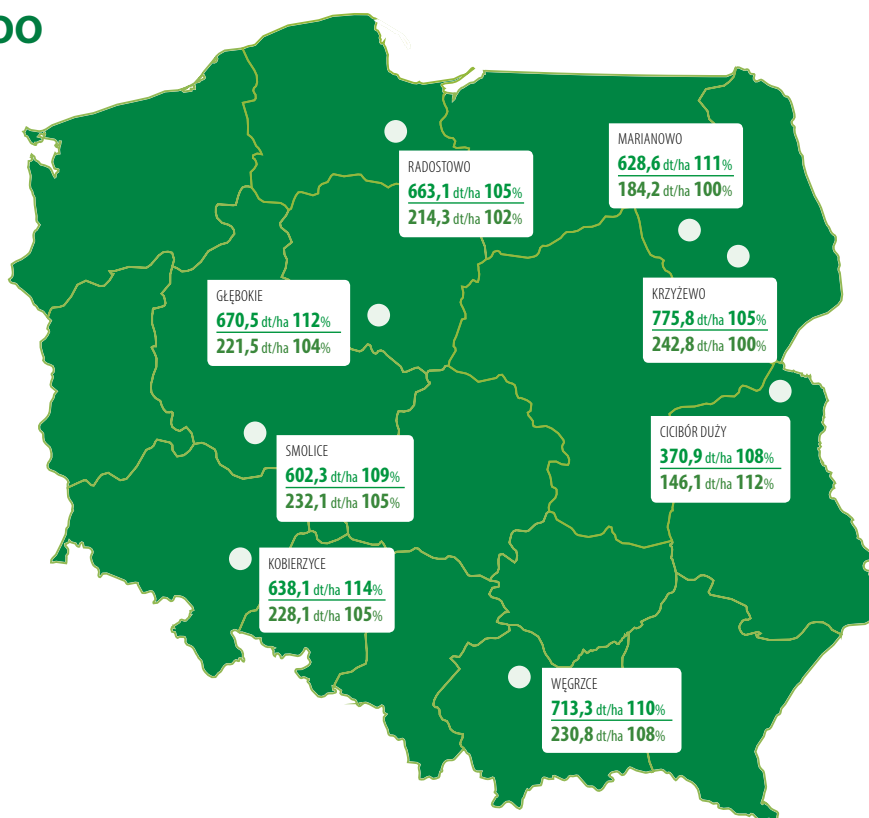 DO
RADOSTOWO
663,1 dt/ha 105%
214,3 dt/ha 102%
MARIANOWO
628,6 dt/ha 111%
184,2 dt/ha 100%
GŁĘBOKIE
670,5 dt/ha 112%
221,5 dt/ha 104%
KRZYŻEWO
775,8 dt/ha 105%
242,8 dt/ha 100%
SMOLICE
602,3 dt/ha 109%
232,1 dt/ha 105%
CICIBÓR DUŻY
370,9 dt/ha 108%
146,1 dt/ha 112%
KOBIERZYCE
638,1 dt/ha 114%
228,1 dt/ha 105%
WĘGRZCE
713,3 dt/ha 110%
230,8 dt/ha 108%